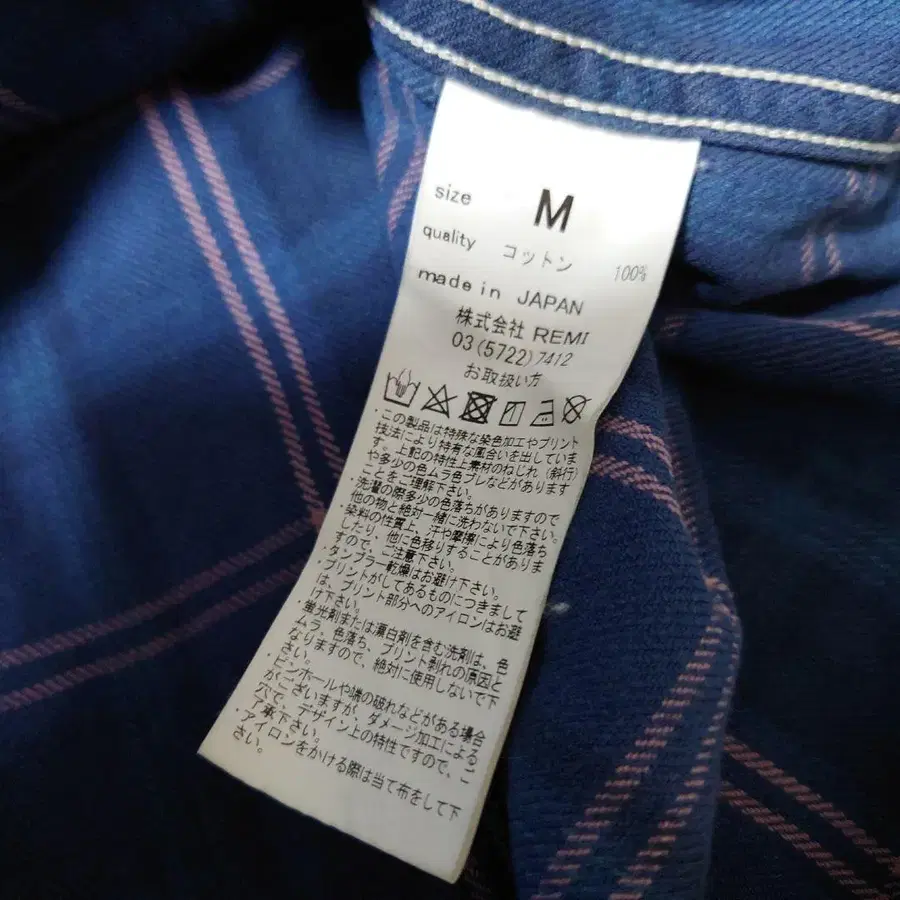 size M
quality コットン 100%
made in JAPAN
株式会社 REMI
03(5722)7412
お取扱い方
・この製品は特殊な染色加工やプリント
技法により特有な風合いを出していま
す。上記の特性上素材のねじれ(斜行)
や多少の色ムラ色ブレなどがあります
ことをご理解下さい。
・洗濯の際多少の色落ちがありますので
他の物と絶対一緒に洗わないで下さい。
・染料の性質上、汗や摩擦により色落ち
したり、他に色移りすることがありま
すので、ご注意下さい。
・タンブラー乾燥はお避け下さい。
・プリントがしてあるものにつきまして
は、プリント部分へのアイロンはお避
け下さい。
・蛍光剤または漂白剤を含む洗剤は、色
ムラ、色落ち、プリント剥れの原因と
なりますので、絶対に使用しないで下
さい。
・ピンホールや端の破れなどがある場合
がございますが、ダメージ加工による
穴で、デザイン上の特性ですので、ご
了承下さい。
・アイロンをかける際は当て布をして下
さい。